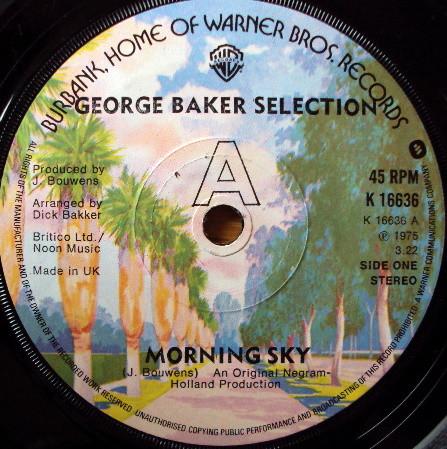 BURBANK, HOME OF WARNER BROS. RECORDS
GEORGE BAKER SELECTION
A
Produced by
J. Bouwens
Arranged by
Dick Bakker
Britico Ltd./
Noon Music
Made in UK
45 RPM
K 16636
K 16636 A
℗ 1975
3.22
SIDE ONE
STEREO
MORNING SKY
(J. Bouwens) An Original Negram-
Holland Production
ALL RIGHTS OF THE MANUFACTURER AND OF THE OWNER OF THE RECORDED WORK RESERVED. UNAUTHORISED COPYING PUBLIC PERFORMANCE AND BROADCASTING OF THIS RECORD PROHIBITED. A WARNER COMMUNICATIONS COMPANY